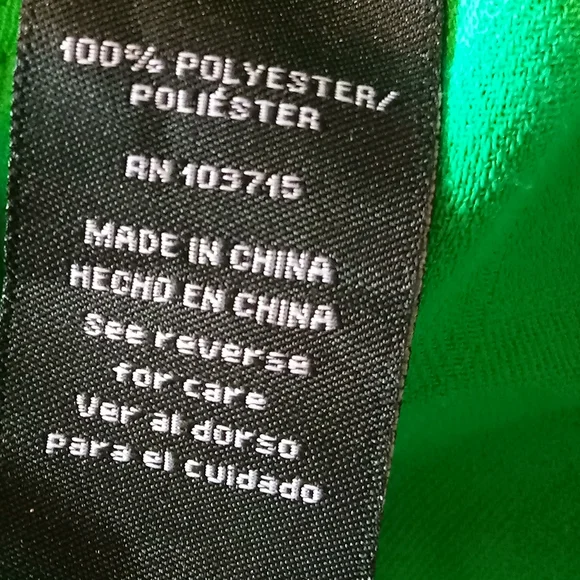 100% POLYESTER/
POLIÉSTER
RN 103715
MADE IN CHINA
HECHO EN CHINA
See reverse
for care
Ver al dorso
para el cuidado